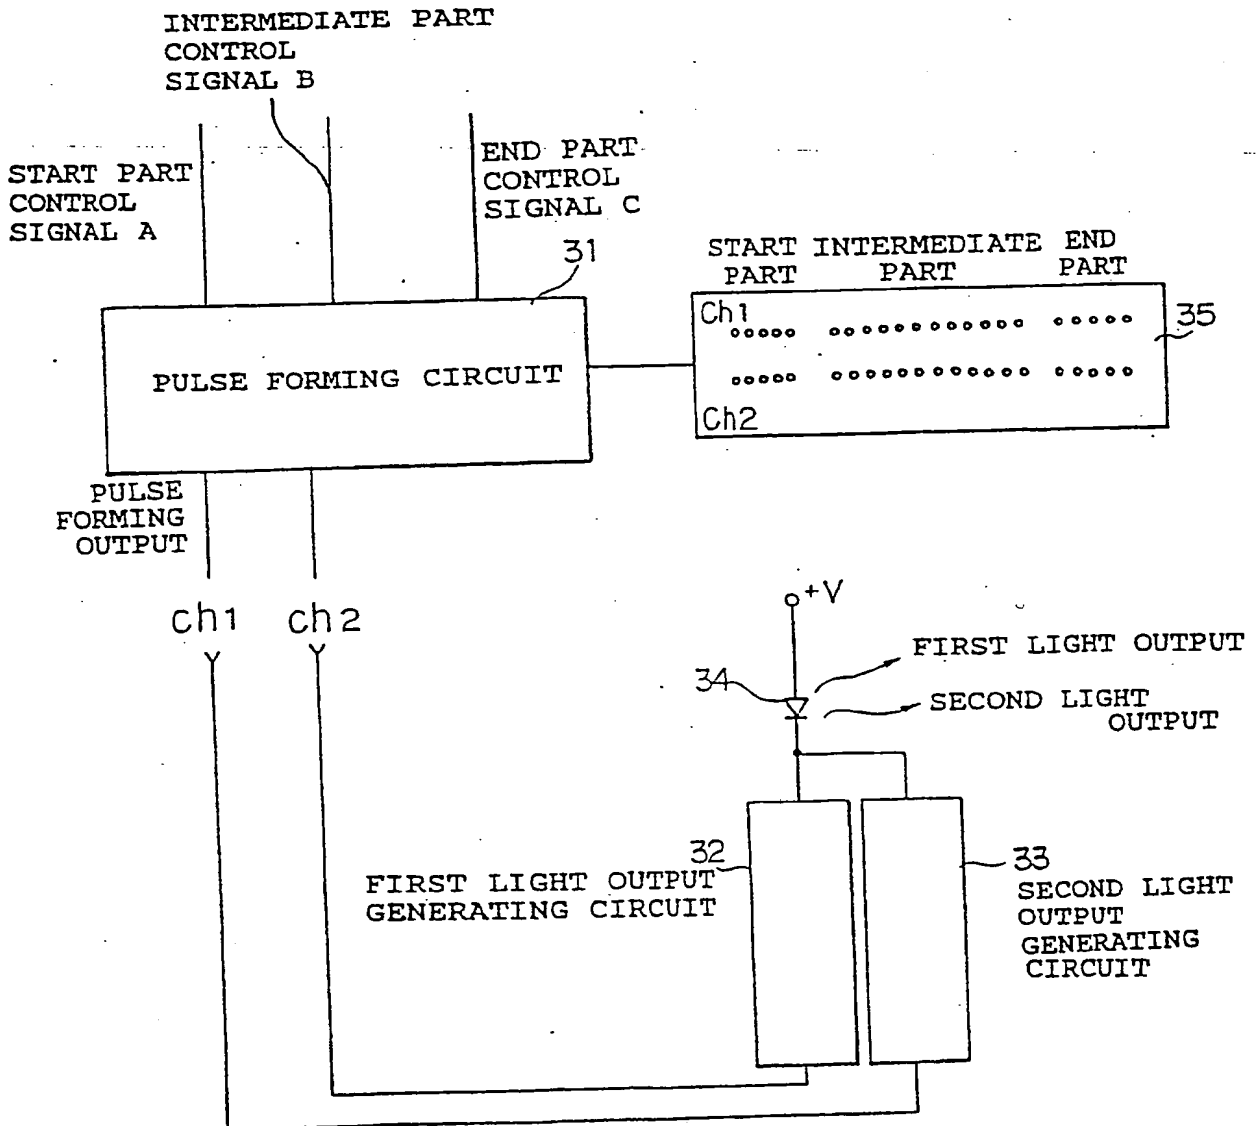 INTERMEDIATE PART
CONTROL
SIGNAL B
START PART
CONTROL
SIGNAL A
END PART
CONTROL
SIGNAL C
31
START INTERMEDIATE END
PART PART PART
Ch1
35
Ch2
PULSE FORMING CIRCUIT
PULSE
FORMING
OUTPUT
Ch1 Ch2
+V
34
FIRST LIGHT OUTPUT
SECOND LIGHT
OUTPUT
32
FIRST LIGHT OUTPUT
GENERATING CIRCUIT
33
SECOND LIGHT
OUTPUT
GENERATING
CIRCUIT